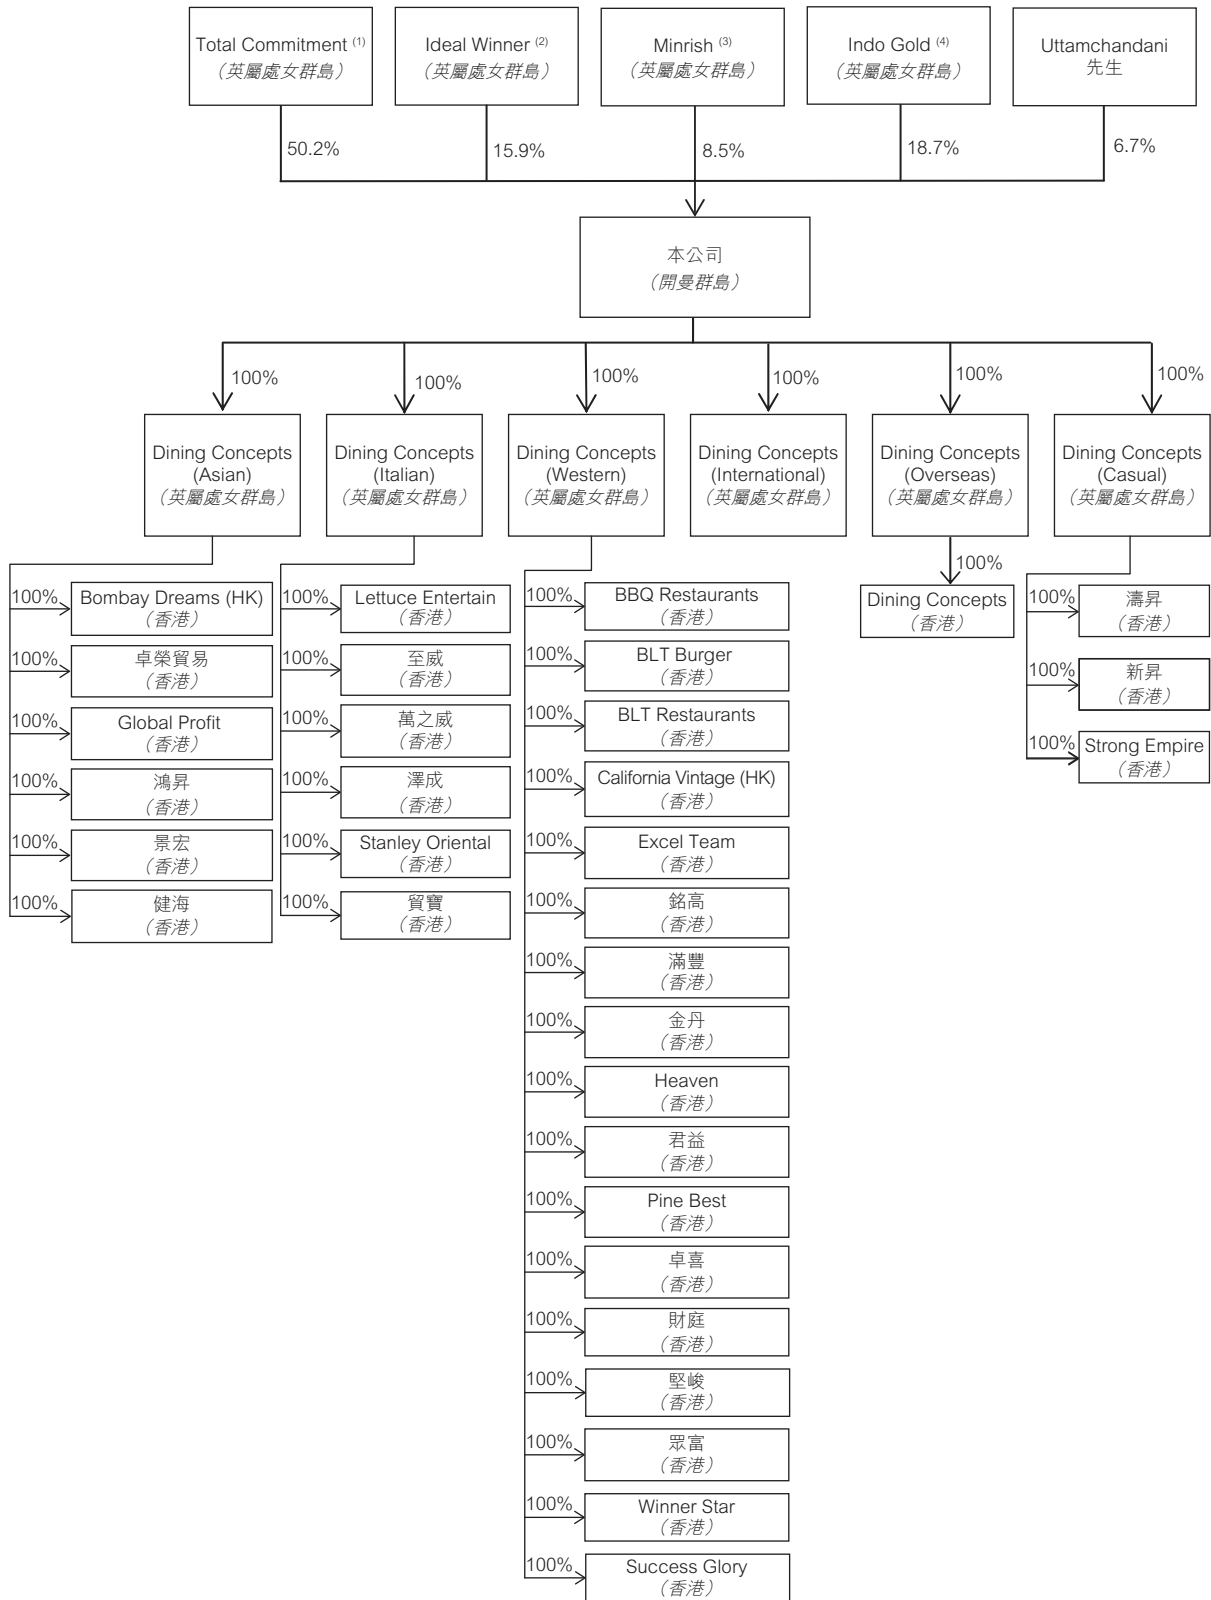 Total Commitment (1)
（英屬處女群島）
Ideal Winner (2)
（英屬處女群島）
Minrish (3)
（英屬處女群島）
Indo Gold (4)
（英屬處女群島）
Uttamchandani
先生
50.2%
15.9%
8.5%
18.7%
6.7%
本公司
（開曼群島）
100%
100%
100%
100%
100%
100%
Dining Concepts
(Asian)
（英屬處女群島）
Dining Concepts
(Italian)
（英屬處女群島）
Dining Concepts
(Western)
（英屬處女群島）
Dining Concepts
(International)
（英屬處女群島）
Dining Concepts
(Overseas)
（英屬處女群島）
Dining Concepts
(Casual)
（英屬處女群島）
100%
Bombay Dreams (HK)
（香港）
100%
卓榮貿易
（香港）
100%
Global Profit
（香港）
100%
鴻昇
（香港）
100%
景宏
（香港）
100%
健海
（香港）
100%
Lettuce Entertain
（香港）
100%
至威
（香港）
100%
萬之威
（香港）
100%
澤成
（香港）
100%
Stanley Oriental
（香港）
100%
貿寶
（香港）
100%
BBQ Restaurants
（香港）
100%
BLT Burger
（香港）
100%
BLT Restaurants
（香港）
100%
California Vintage (HK)
（香港）
100%
Excel Team
（香港）
100%
銘高
（香港）
100%
滿豐
（香港）
100%
金丹
（香港）
100%
Heaven
（香港）
100%
君益
（香港）
100%
Pine Best
（香港）
100%
卓喜
（香港）
100%
財庭
（香港）
100%
堅峻
（香港）
100%
眾富
（香港）
100%
Winner Star
（香港）
100%
Success Glory
（香港）
100%
Dining Concepts
（香港）
100%
濤昇
（香港）
100%
新昇
（香港）
100%
Strong Empire
（香港）